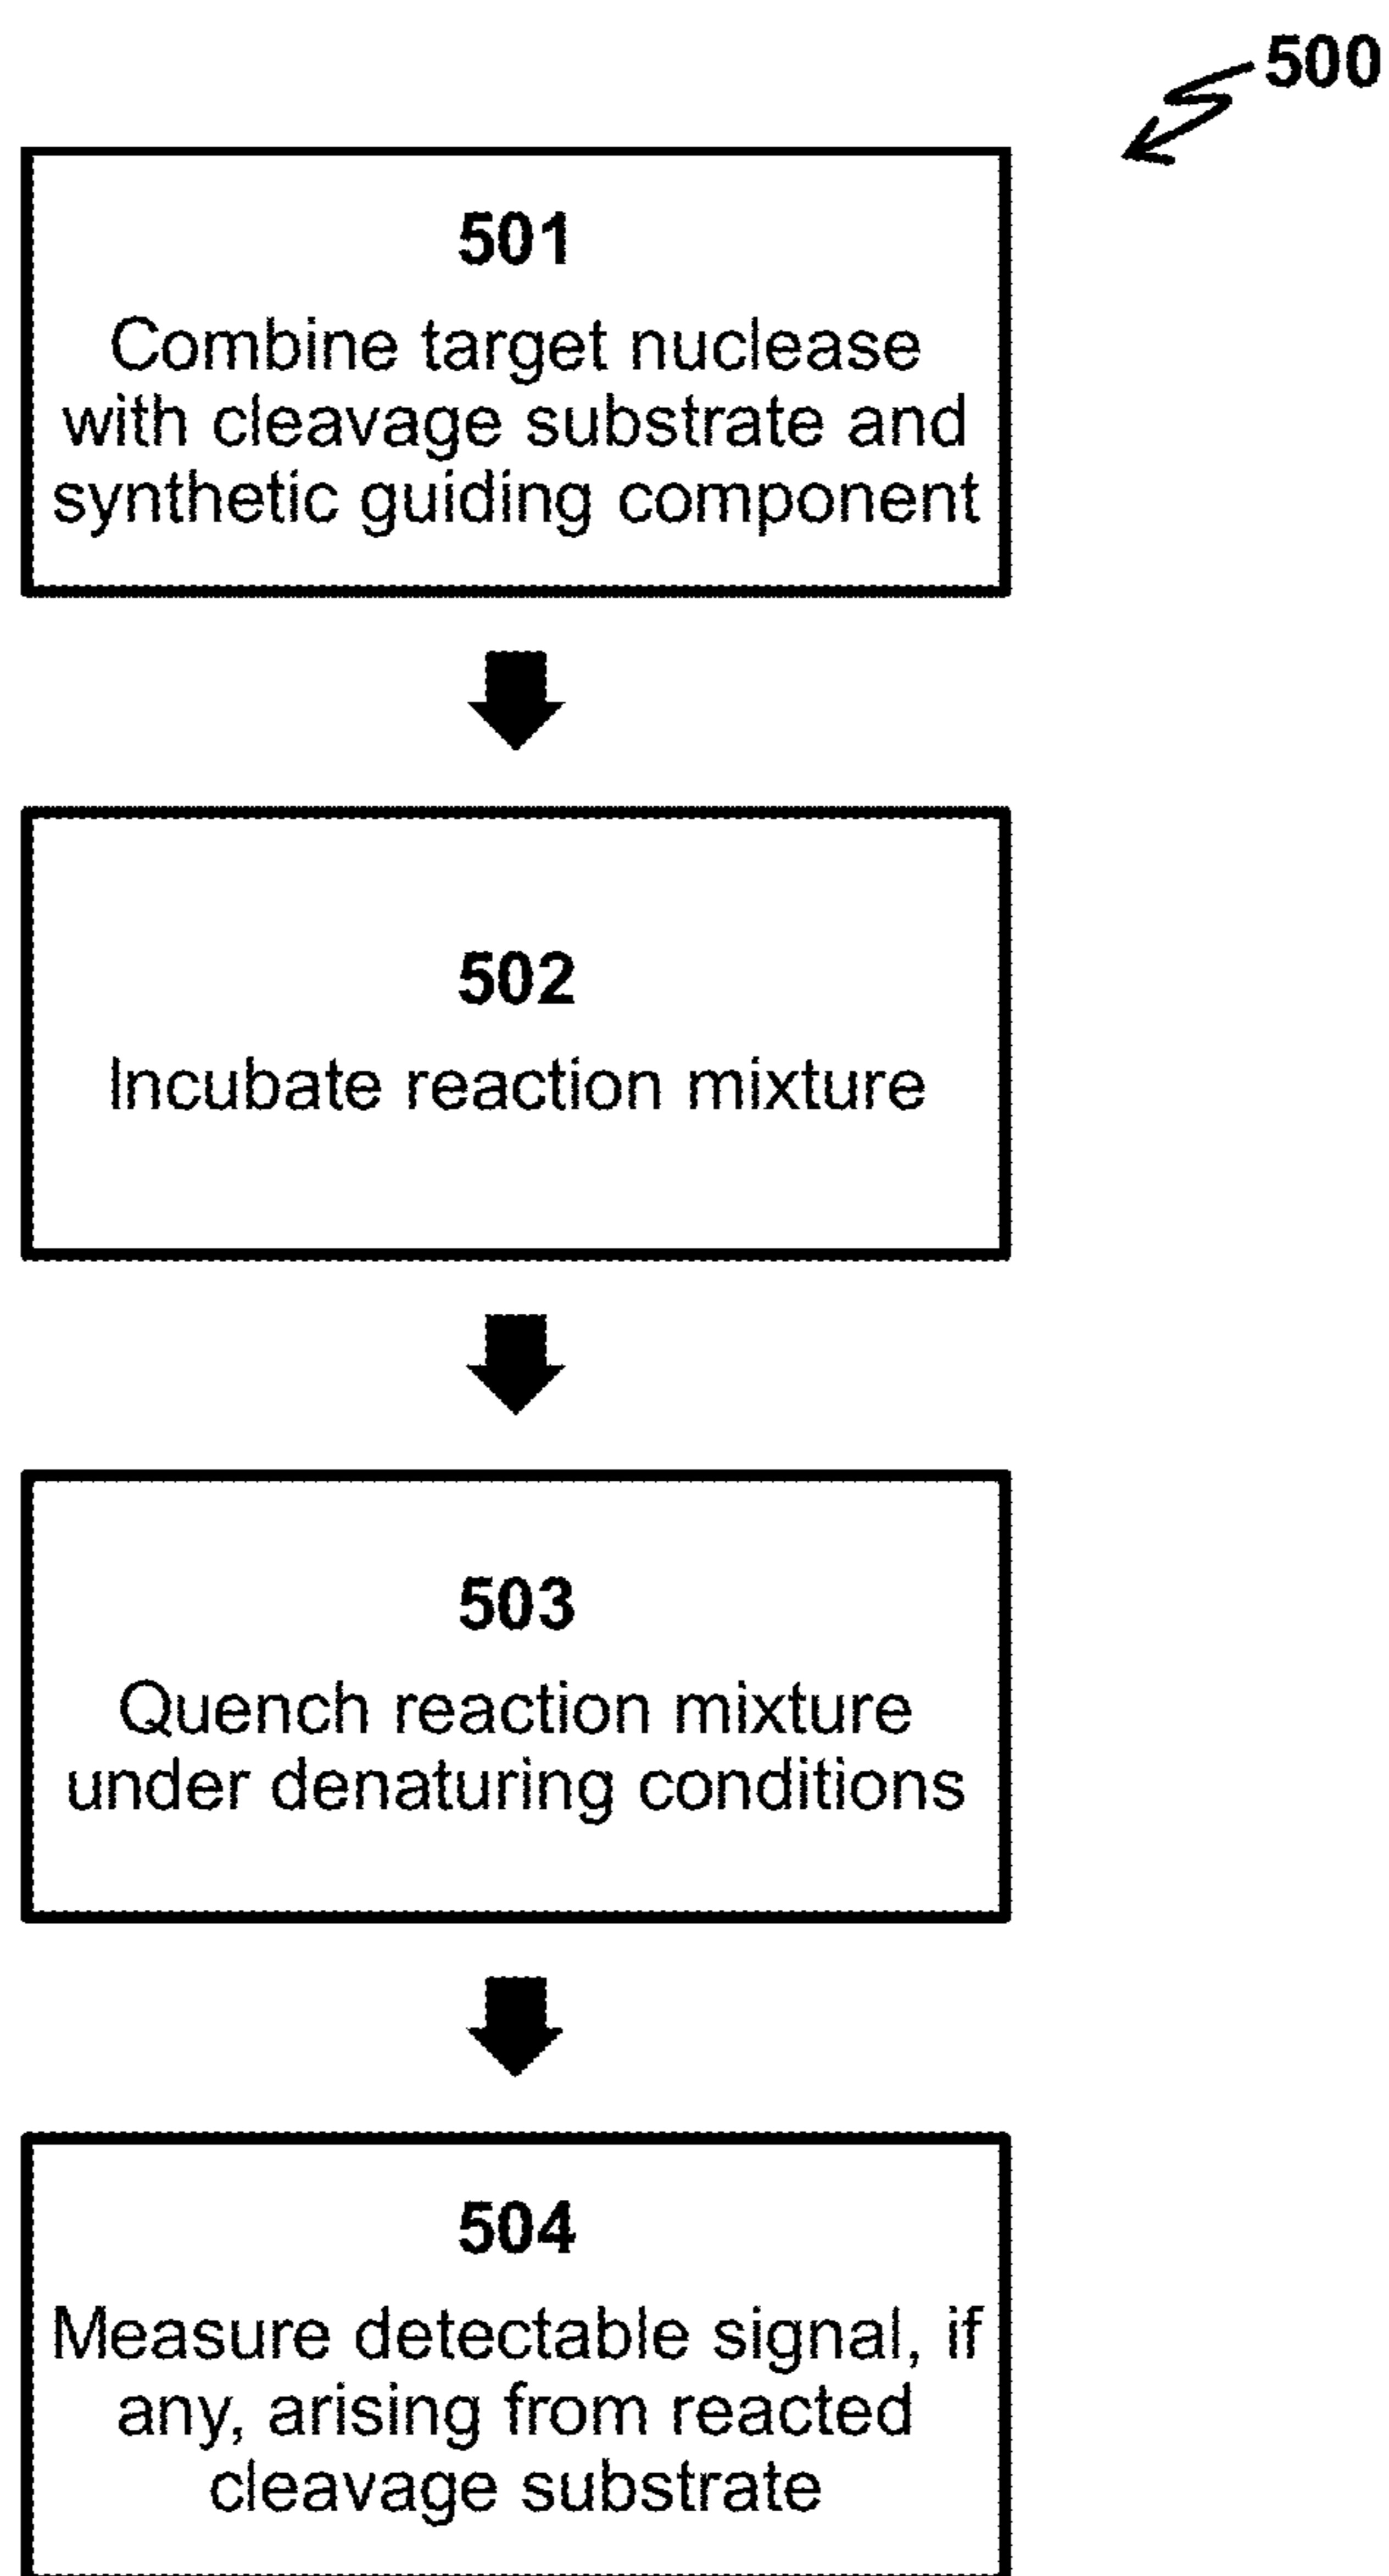 500
501
Combine target nuclease
with cleavage substrate and
synthetic guiding component
502
Incubate reaction mixture
503
Quench reaction mixture
under denaturing conditions
504
Measure detectable signal, if
any, arising from reacted
cleavage substrate